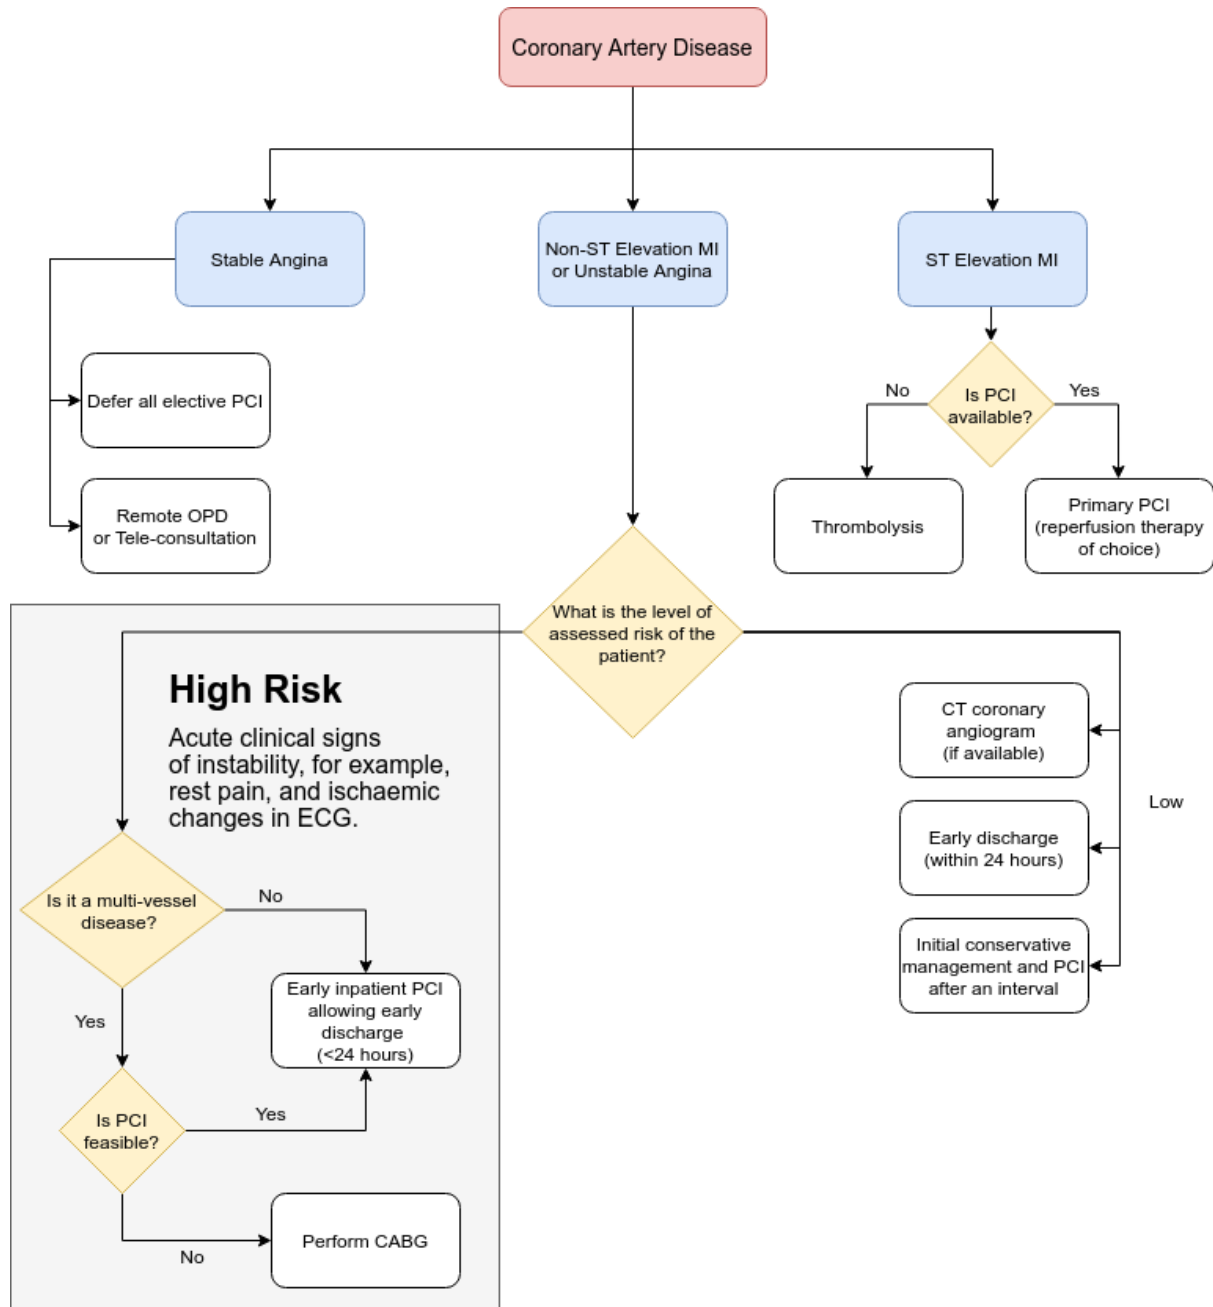 Coronary Artery Disease
Stable Angina
Non-ST Elevation MI
or Unstable Angina
ST Elevation MI
Defer all elective PCI
Remote OPD
or Tele-consultation
Is PCI
available?
No
Yes
Thrombolysis
Primary PCI
(reperfusion therapy
of choice)
What is the level of
assessed risk of the
patient?
High Risk
Acute clinical signs
of instability, for example,
rest pain, and ischaemic
changes in ECG.
CT coronary
angiogram
(if available)
Low
Early discharge
(within 24 hours)
Initial conservative
management and PCI
after an interval
Is it a multi-vessel
disease?
No
Yes
Early inpatient PCI
allowing early
discharge
(<24 hours)
Is PCI
feasible?
Yes
No
Perform CABG